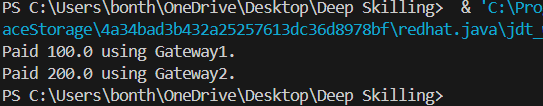 PS C:\Users\bonth\OneDrive\Desktop\Deep Skilling>  & 'C:\Pro
aceStorage\4a34bad3b432a25257613dc36d8978bf\redhat.java\jdt_
Paid 100.0 using Gateway1.
Paid 200.0 using Gateway2.
PS C:\Users\bonth\OneDrive\Desktop\Deep Skilling>